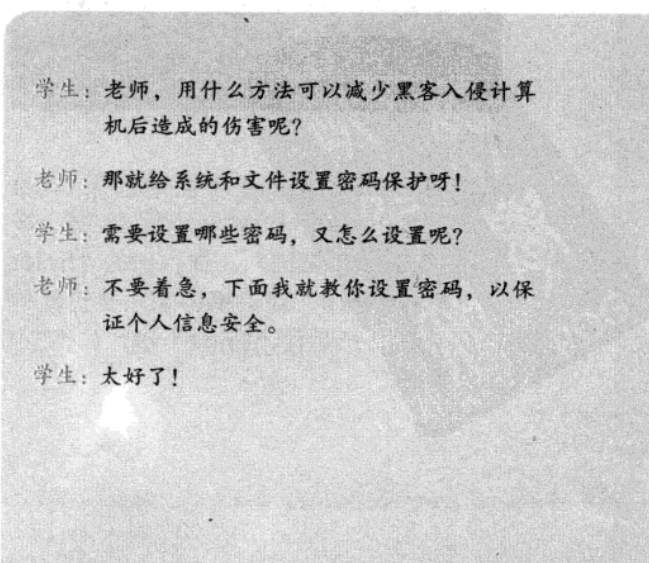 学生：老师，用什么方法可以减少黑客入侵计算
机后造成的伤害呢？
老师：那就给系统和文件设置密码保护呀！
学生：需要设置哪些密码，又怎么设置呢？
老师：不要着急，下面我就教你设置密码，以保
证个人信息安全。
学生：太好了！